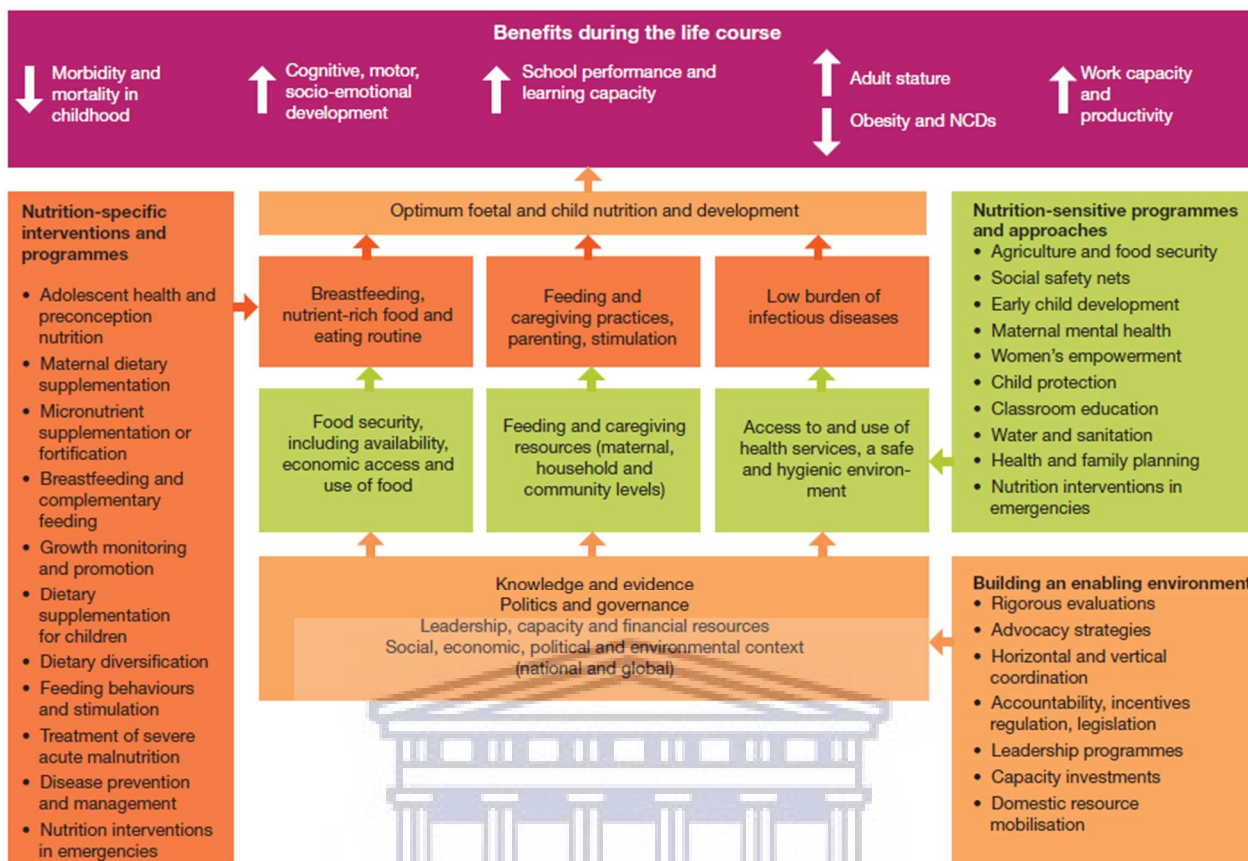 Benefits during the life course
Morbidity and
mortality in
childhood
Cognitive, motor,
socio-emotional
development
School performance and
learning capacity
Adult stature
Obesity and NCDs
Work capacity
and
productivity
Nutrition-specific
interventions and
programmes
• Adolescent health and
preconception
nutrition
• Maternal dietary
supplementation
• Micronutrient
supplementation or
fortification
• Breastfeeding and
complementary
feeding
• Growth monitoring
and promotion
• Dietary
supplementation
for children
• Dietary diversification
• Feeding behaviours
and stimulation
• Treatment of severe
acute malnutrition
• Disease prevention
and management
• Nutrition interventions
in emergencies
Optimum foetal and child nutrition and development
Breastfeeding,
nutrient-rich food and
eating routine
Feeding and
caregiving practices,
parenting, stimulation
Low burden of
infectious diseases
Food security,
including availability,
economic access and
use of food
Feeding and caregiving
resources (maternal,
household and
community levels)
Access to and use of
health services, a safe
and hygienic environ-
ment
Knowledge and evidence
Politics and governance
Leadership, capacity and financial resources
Social, economic, political and environmental context
(national and global)
Nutrition-sensitive programmes
and approaches
• Agriculture and food security
• Social safety nets
• Early child development
• Maternal mental health
• Women's empowerment
• Child protection
• Classroom education
• Water and sanitation
• Health and family planning
• Nutrition interventions in
emergencies
Building an enabling environment
• Rigorous evaluations
• Advocacy strategies
• Horizontal and vertical
coordination
• Accountability, incentives
regulation, legislation
• Leadership programmes
• Capacity investments
• Domestic resource
mobilisation